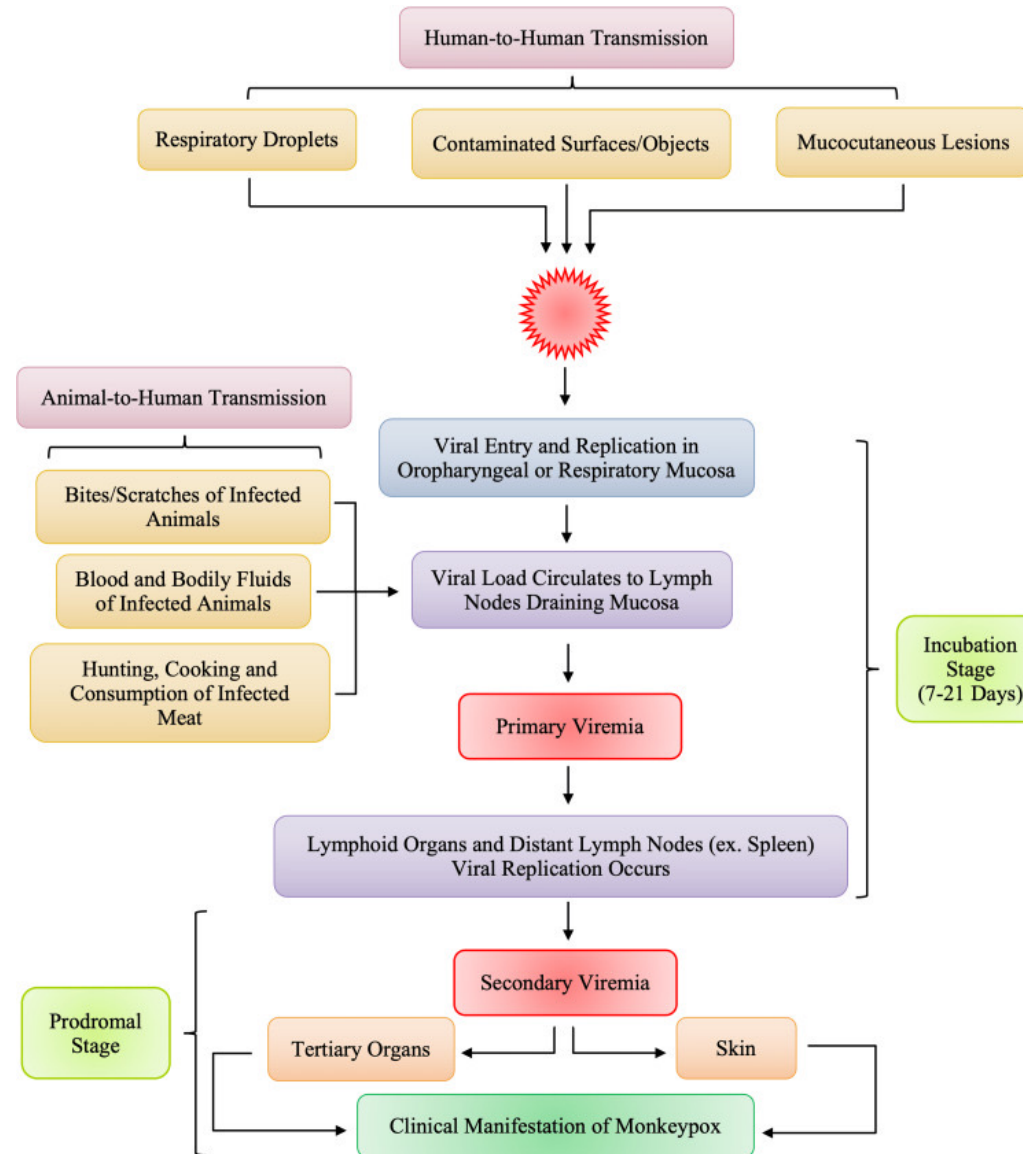 Human-to-Human Transmission
Respiratory Droplets
Contaminated Surfaces/Objects
Mucocutaneous Lesions
Animal-to-Human Transmission
Viral Entry and Replication in
Oropharyngeal or Respiratory Mucosa
Bites/Scratches of Infected
Animals
Blood and Bodily Fluids
of Infected Animals
Hunting, Cooking and
Consumption of Infected
Meat
Viral Load Circulates to Lymph
Nodes Draining Mucosa
Incubation
Stage
(7-21 Days)
Primary Viremia
Lymphoid Organs and Distant Lymph Nodes (ex. Spleen)
Viral Replication Occurs
Secondary Viremia
Prodromal
Stage
Tertiary Organs
Skin
Clinical Manifestation of Monkeypox